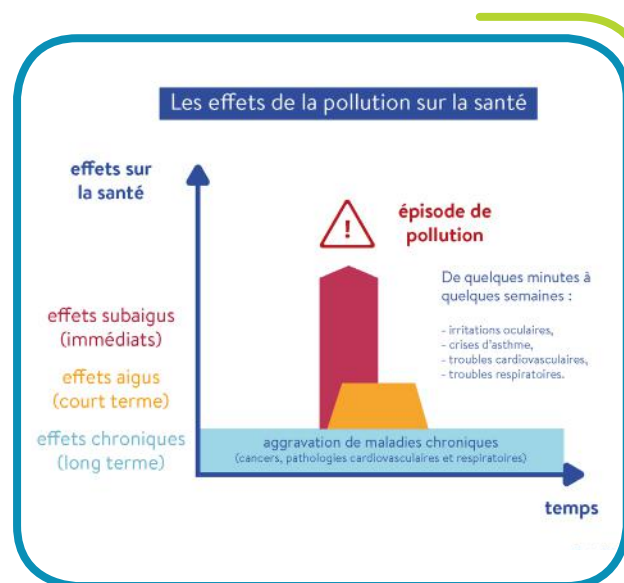 Les effets de la pollution sur la santé
effets sur
la santé
!
épisode de
pollution
De quelques minutes à
quelques semaines :
- irritations oculaires,
- crises d'asthme,
- troubles cardiovasculaires,
- troubles respiratoires.
effets subaigus
(immédiats)
effets aigus
(court terme)
effets chroniques
(long terme)
aggravation de maladies chroniques
(cancers, pathologies cardiovasculaires et respiratoires)
temps